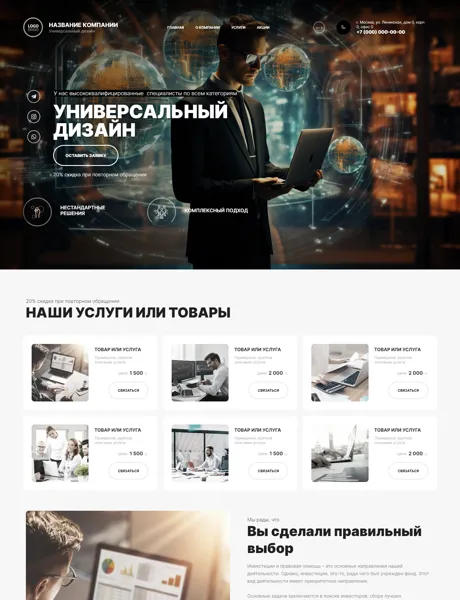 LOGO
НАЗВАНИЕ КОМПАНИИ
Универсальный дизайн
ГЛАВНАЯ
О КОМПАНИИ
УСЛУГИ
АКЦИИ
г. Москва, ул. Ленинская, дом 0, корп
0, офис 0
+7 (000) 000-00-00
У нас высококвалифицированные специалисты по всем категориям
УНИВЕРСАЛЬНЫЙ
ДИЗАЙН
ОСТАВИТЬ ЗАЯВКУ
- 20% скидка при повторном обращении
НЕСТАНДАРТНЫЕ
РЕШЕНИЯ
КОМПЛЕКСНЫЙ ПОДХОД
20% скидка при повторном обращении
НАШИ УСЛУГИ ИЛИ ТОВАРЫ
ТОВАР ИЛИ УСЛУГА
Примерное, краткое
описание услуги
цена: 1 500
СВЯЗАТЬСЯ
ТОВАР ИЛИ УСЛУГА
Примерное, краткое
описание услуги
цена: 2 000
СВЯЗАТЬСЯ
ТОВАР ИЛИ УСЛУГА
Примерное, краткое
описание услуги
цена: 2 000
СВЯЗАТЬСЯ
ТОВАР ИЛИ УСЛУГА
Примерное, краткое
описание услуги
цена: 1 500
СВЯЗАТЬСЯ
ТОВАР ИЛИ УСЛУГА
Примерное, краткое
описание услуги
цена: 1 500
СВЯЗАТЬСЯ
ТОВАР ИЛИ УСЛУГА
Примерное, краткое
описание услуги
цена: 2 000
СВЯЗАТЬСЯ
Мы рады, что
Вы сделали правильный
выбор
Инвестиции и правовая помощь – это основные направления нашей
деятельности. Однако, инвестиции, это то, ради чего был учрежден фонд. Этот
вид деятельности имеет приоритетное направление.
Основные задачи заключаются в поиске инвесторов, сборе лучших